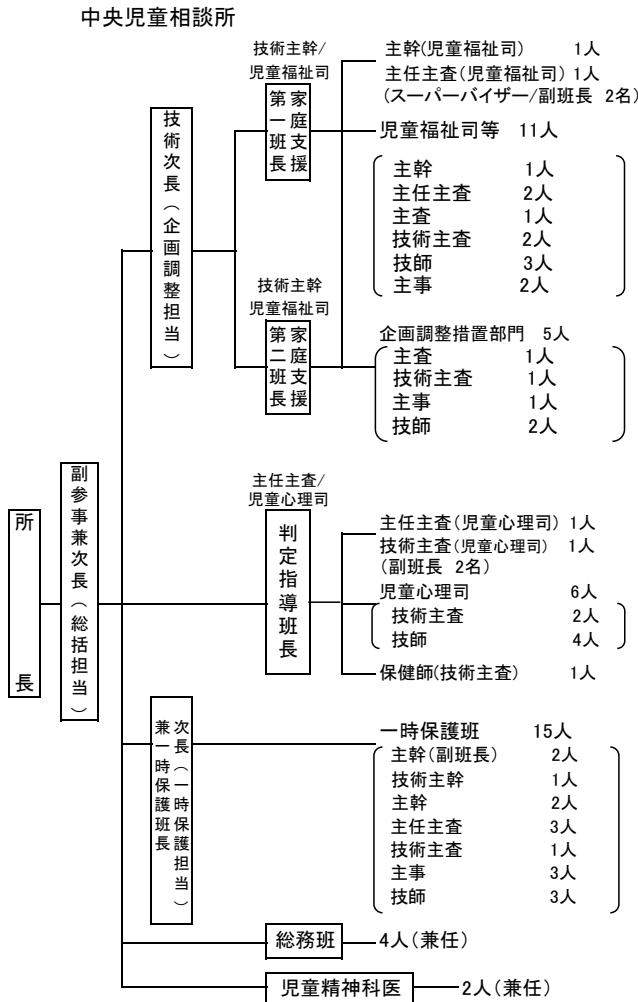 中央児童相談所
技術主幹/
児童福祉司
家庭支援
第一班長
主幹(児童福祉司) 1人
主任主査(児童福祉司) 1人
(スーパーバイザー/副班長 2名)
児童福祉司等 11人
主幹 1人
主任主査 2人
主査 1人
技術主査 2人
技師 3人
主事 2人
技術次長(企画調整担当)
技術主幹
児童福祉司
家庭支援
第二班長
企画調整措置部門 5人
主査 1人
技術主査 1人
主事 1人
技師 2人
所長
副参事兼次長(総括担当)
主任主査/
児童心理司
判定指導班長
主任主査(児童心理司) 1人
技術主査(児童心理司) 1人
(副班長 2名)
児童心理司 6人
技術主査 2人
技師 4人
保健師(技術主査) 1人
次長(一時保護担当)
兼一時保護班長
一時保護班 15人
主幹(副班長) 2人
技術主幹 1人
主幹 2人
主任主査 3人
技術主査 1人
主事 3人
技師 3人
総務班 4人(兼任)
児童精神科医 2人(兼任)